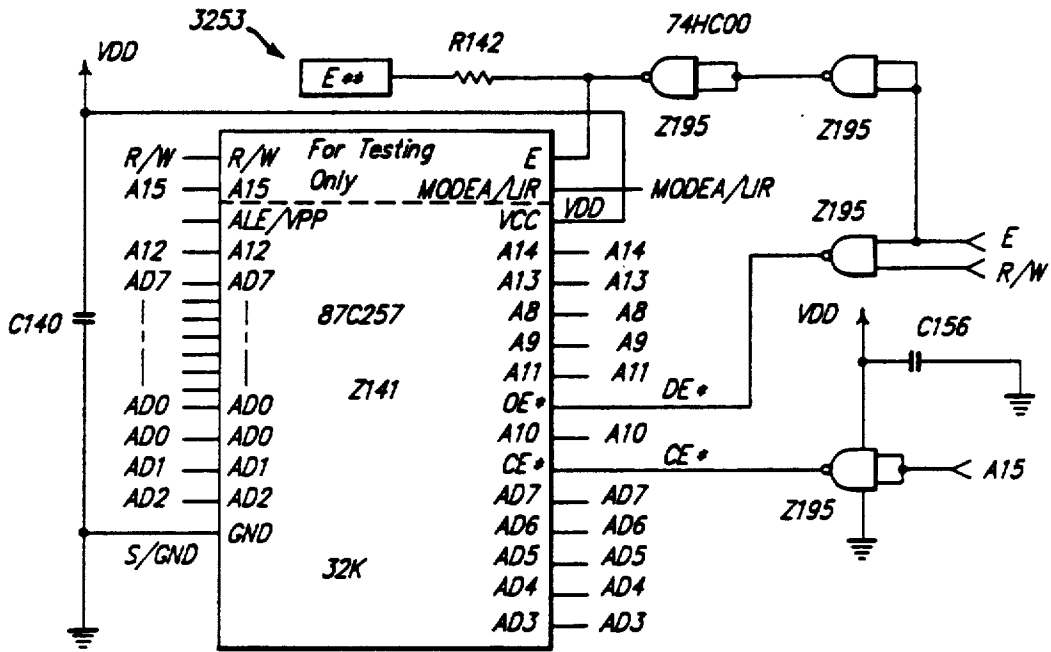 3253
VDD
R142
74HC00
E**
Z195
Z195
R/W R/W For Testing E
Only
A15 A15 MODEA/LIR MODEA/LIR
ALE/VPP VCC VDD
Z195
A12 A12 A14 A14
E
AD7 AD7 A13 A13
R/W
C140
87C257 A8 A8
VDD
C156
A9 A9
Z141 A11 A11
AD0 AD0 OE* DE*
AD0 AD0 A10 A10
AD1 AD1 CE* CE*
A15
AD2 AD2 AD7 AD7
Z195
GND AD6 AD6
S/GND
AD5 AD5
32K AD4 AD4
AD3 AD3